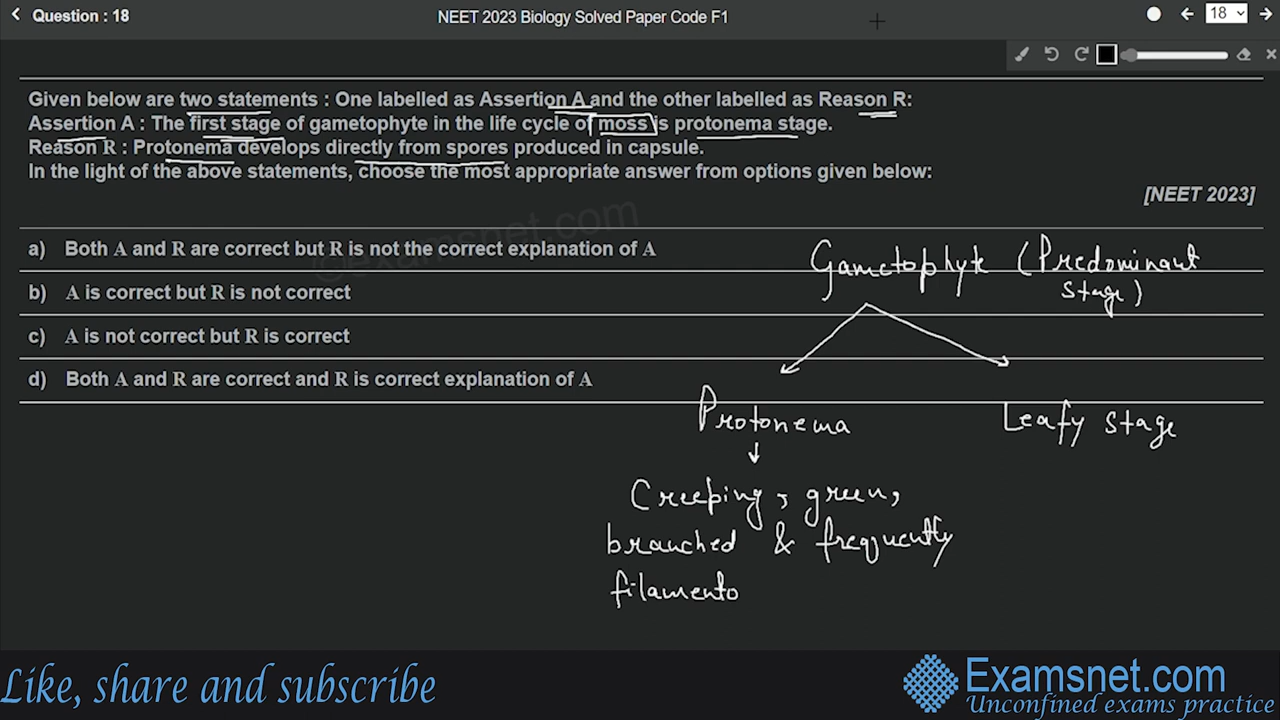 Question : 18
NEET 2023 Biology Solved Paper Code F1
18
Given below are two statements : One labelled as Assertion A and the other labelled as Reason R:
Assertion A : The first stage of gametophyte in the life cycle of moss is protonema stage.
Reason R : Protonema develops directly from spores produced in capsule.
In the light of the above statements, choose the most appropriate answer from options given below:
[NEET 2023]
©examsnet.com
a) Both A and R are correct but R is not the correct explanation of A
b) A is correct but R is not correct
c) A is not correct but R is correct
d) Both A and R are correct and R is correct explanation of A
Gametophyte (Predominant
stage)
Protonema
Leafy stage
Creeping, green,
branched & frequently
filamento
Like, share and subscribe
Examsnet.com
Unconfined exams practice